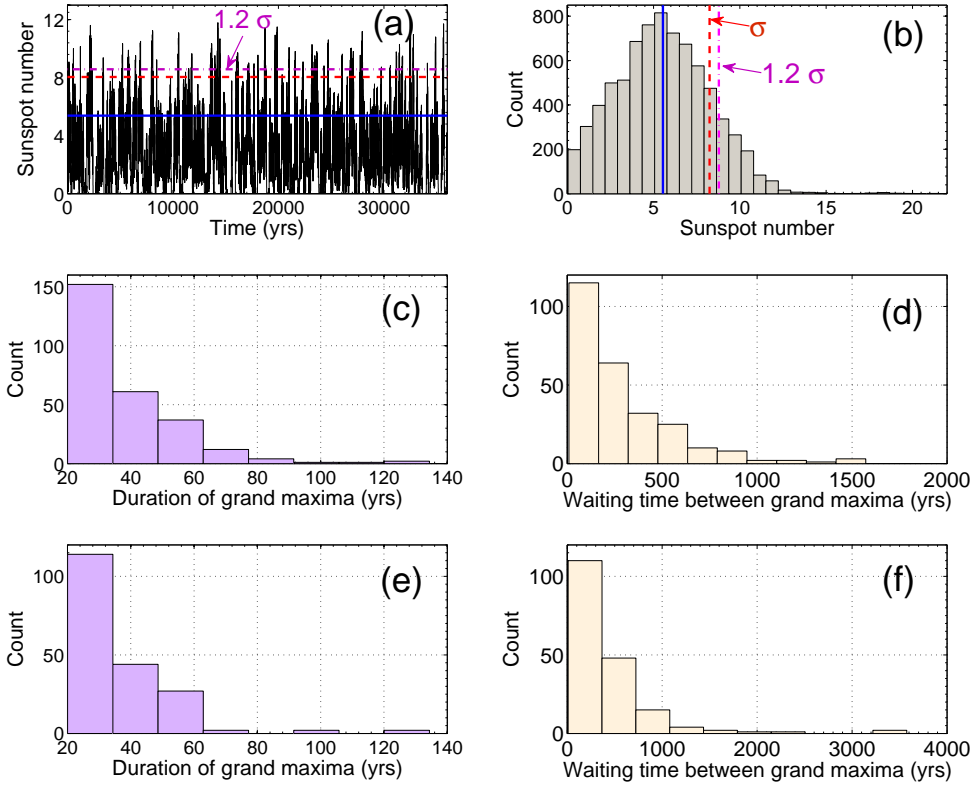 (a)
1.2 σ
Sunspot number
12
8
4
0
0 10000 20000 30000
Time (yrs)
(b)
σ
1.2 σ
Count
800
600
400
200
0
0 5 10 15 20
Sunspot number
(c)
Count
150
100
50
0
20 40 60 80 100 120 140
Duration of grand maxima (yrs)
(d)
Count
100
50
0
0 500 1000 1500 2000
Waiting time between grand maxima (yrs)
(e)
Count
100
50
0
20 40 60 80 100 120 140
Duration of grand maxima (yrs)
(f)
Count
100
50
0
0 1000 2000 3000 4000
Waiting time between grand maxima (yrs)